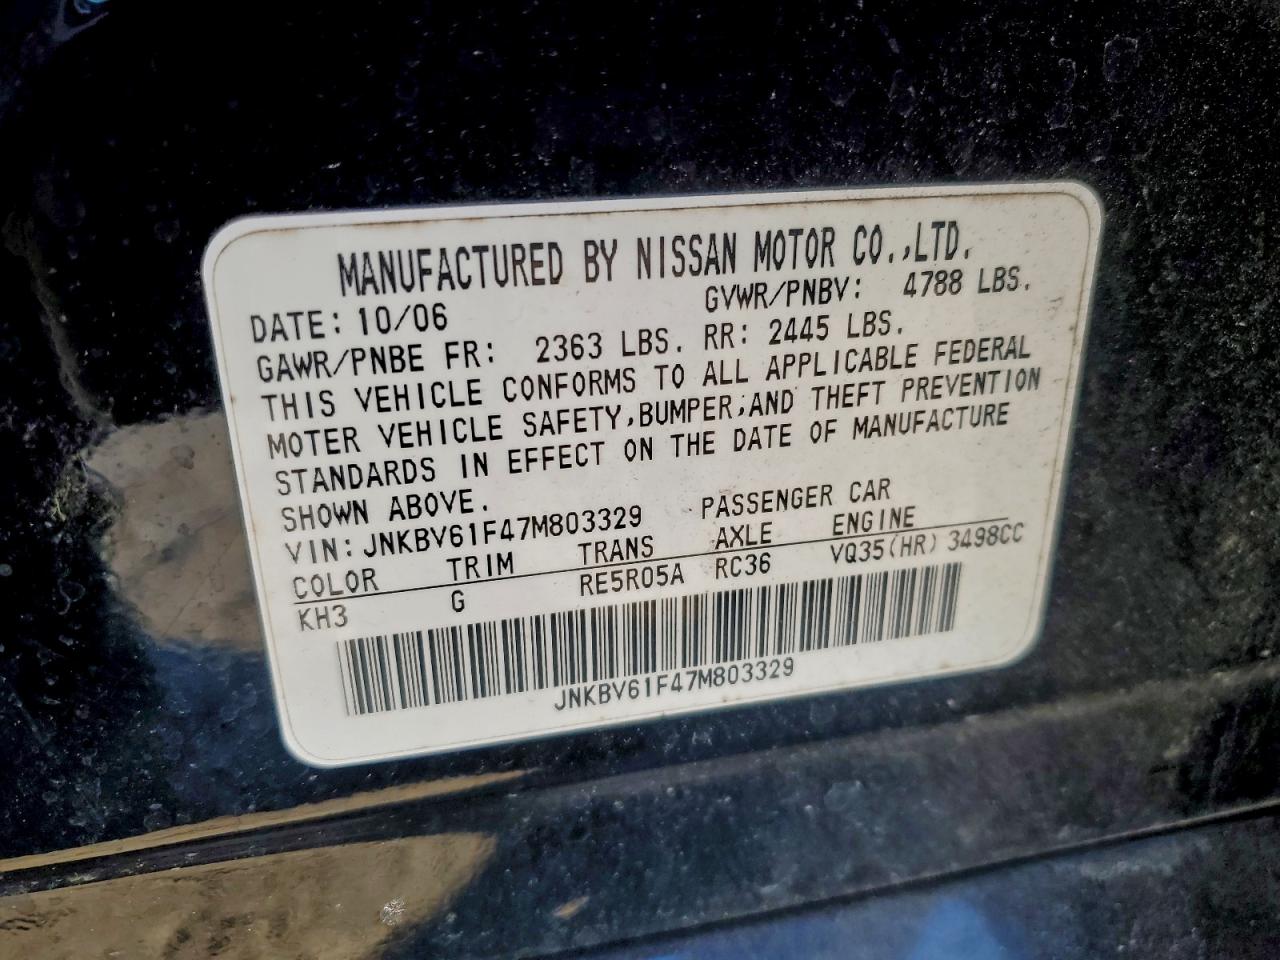 MANUFACTURED BY NISSAN MOTOR CO.,LTD.
DATE: 10/06 GVWR/PNBV: 4788 LBS.
GAWR/PNBE FR: 2363 LBS. RR: 2445 LBS.
THIS VEHICLE CONFORMS TO ALL APPLICABLE FEDERAL
MOTER VEHICLE SAFETY,BUMPER,AND THEFT PREVENTION
STANDARDS IN EFFECT ON THE DATE OF MANUFACTURE
SHOWN ABOVE.
VIN: JNKBV61F47M803329 PASSENGER CAR
COLOR TRIM TRANS AXLE ENGINE
KH3 G RE5R05A RC36 VQ35(HR) 3498CC
JNKBV61F47M803329